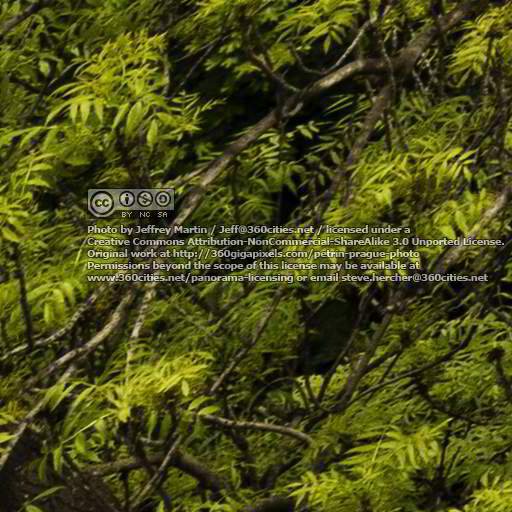 cc BY NC SA
Photo by Jeffrey Martin / Jeff@360cities.net / licensed under a
Creative Commons Attribution-NonCommercial-ShareAlike 3.0 Unported License.
Original work at http://360gigapixels.com/petrin-prague-photo
Permissions beyond the scope of this license may be available at
www.360cities.net/panorama-licensing or email steve.hercher@360cities.net